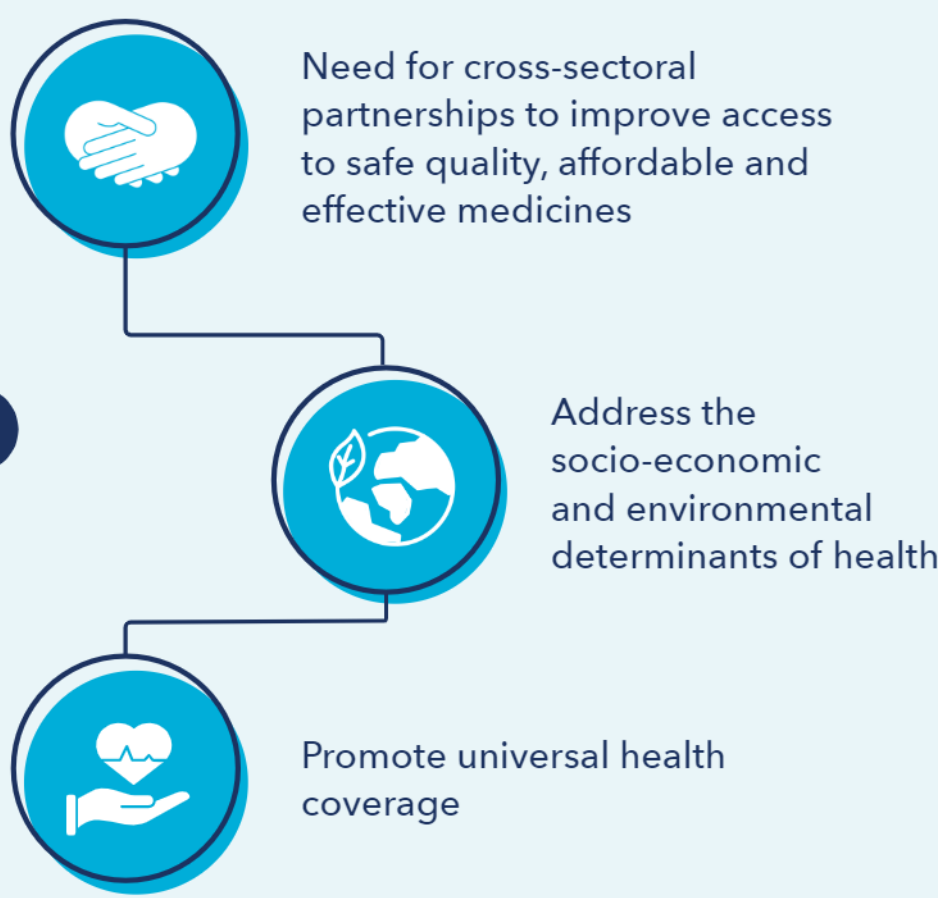 Need for cross-sectoral
partnerships to improve access
to safe quality, affordable and
effective medicines
Address the
socio-economic
and environmental
determinants of health
Promote universal health
coverage